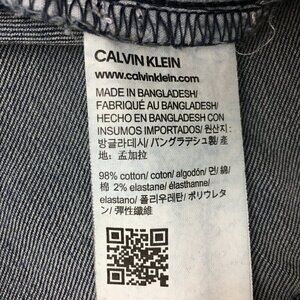 CALVIN KLEIN
www.calvinklein.com
MADE IN BANGLADESH/
FABRIQUÉ AU BANGLADESH/
HECHO EN BANGLADESH CON
INSUMOS IMPORTADOS/ 원산지 :
방글라데시/ バングラデシュ製/ 產
地: 孟加拉
98% cotton/ coton/ algodón/ 면/ 綿/
棉 2% elastane/ élasthanne/
elastano/ 폴리우레탄/ ポリウレタ
ン/ 彈性纖維